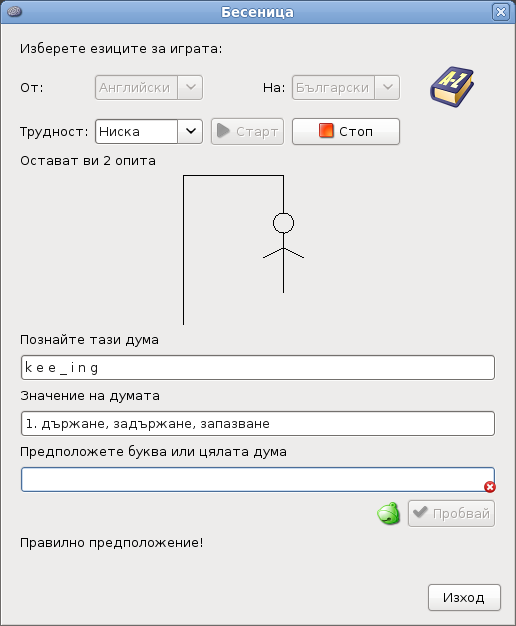 Бесеница
Изберете езиците за играта:
От: Английски На: Български
A-Z
Трудност: Ниска Старт Стоп
Остават ви 2 опита
Познайте тази дума
k e e _ i n g
Значение на думата
1. държане, задържане, запазване
Предположете буква или цялата дума
Пробвай
Правилно предположение!
Изход